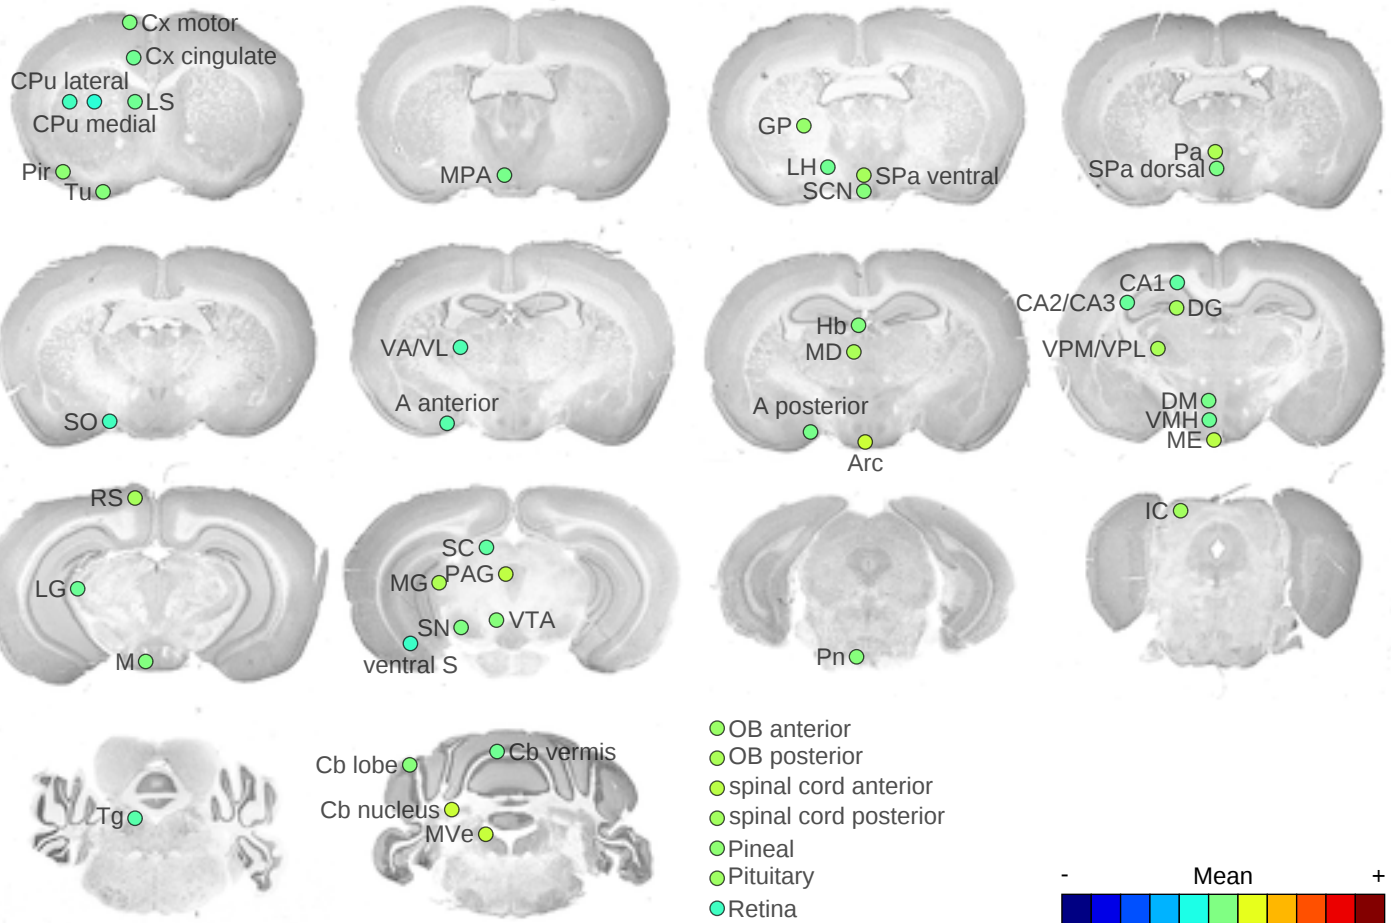 Cx motor
Cx cingulate
CPu lateral
LS
CPu medial
Pir
Tu
MPA
GP
LH
SPa ventral
SCN
Pa
SPa dorsal
SO
VA/VL
A anterior
Hb
MD
A posterior
Arc
CA1
CA2/CA3
DG
VPM/VPL
DM
VMH
ME
RS
LG
M
SC
MG
PAG
SN
VTA
ventral S
Pn
IC
Tg
Cb lobe
Cb vermis
Cb nucleus
MVe
OB anterior
OB posterior
spinal cord anterior
spinal cord posterior
Pineal
Pituitary
Retina
- Mean +